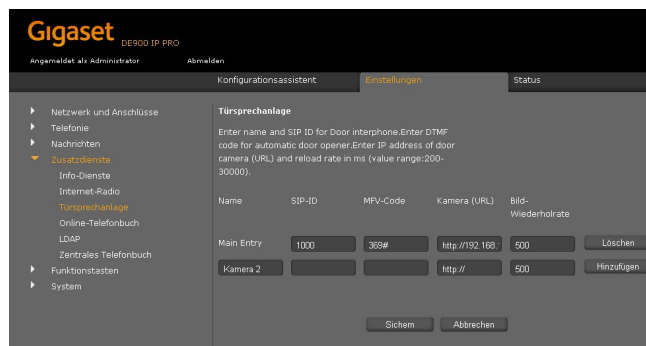 Gigaset DE900 IP PRO
Angemeldet als Administrator Abmelden
Konfigurationsassistent Einstellungen Status
Netzwerk und Anschlüsse
Telefonie
Nachrichten
Zusatzdienste
Info-Dienste
Internet-Radio
Türsprechanlage
Online-Telefonbuch
LDAP
Zentrales Telefonbuch
Funktionstasten
System
Türsprechanlage
Enter name and SIP ID for Door interphone.Enter DTMF
code for automatic door opener.Enter IP address of door
camera (URL) and reload rate in ms (value range:200-
30000).
Name SIP-ID MFV-Code Kamera (URL) Bild-
Wiederholrate
Main Entry 1000 369# http://192.168. 500 Löschen
Kamera 2 http:// 500 Hinzufügen
Sichern Abbrechen